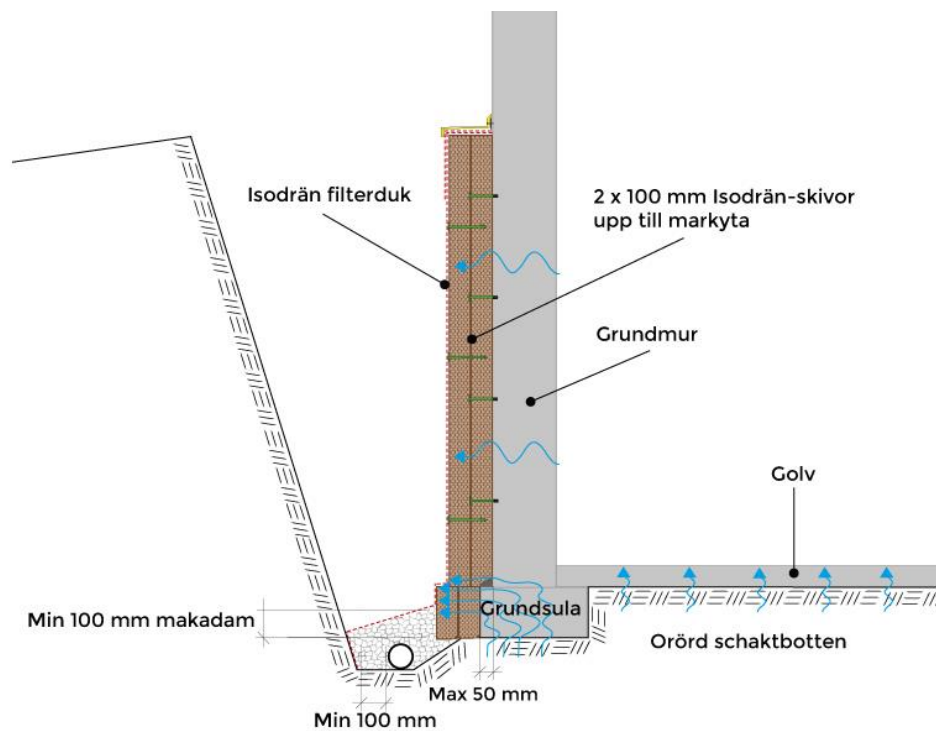 Isodrän filterduk
2 x 100 mm Isodrän-skivor
upp till markyta
Grundmur
Golv
Min 100 mm makadam
Grundsula
Orörd schaktbotten
Max 50 mm
Min 100 mm